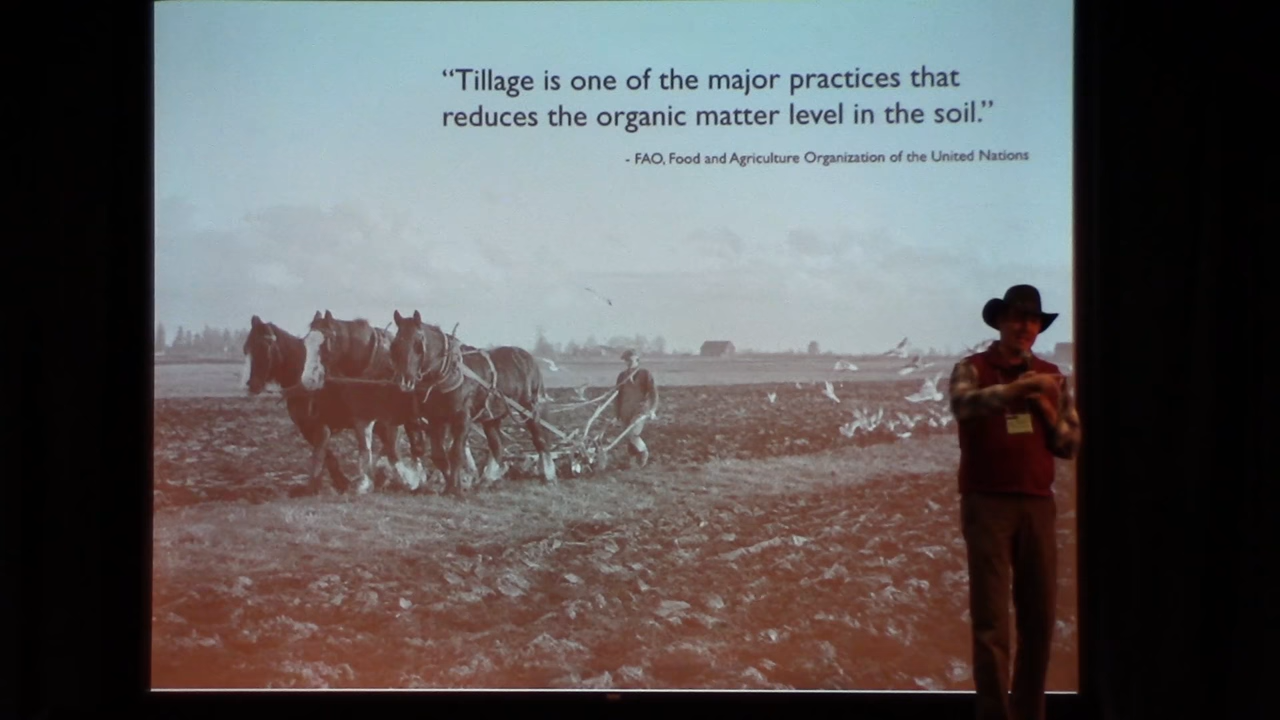 “Tillage is one of the major practices that
reduces the organic matter level in the soil.”
- FAO, Food and Agriculture Organization of the United Nations